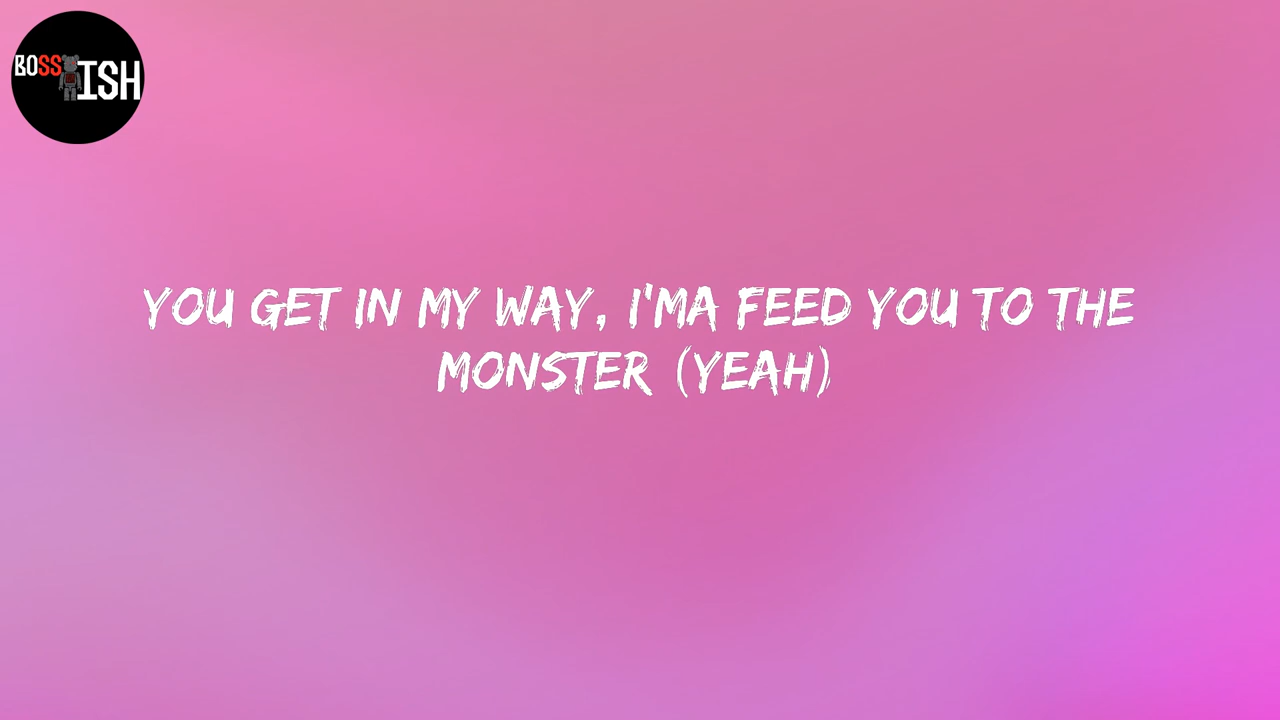 BOSS ISH
YOU GET IN MY WAY, I'MA FEED YOU TO THE
MONSTER (YEAH)